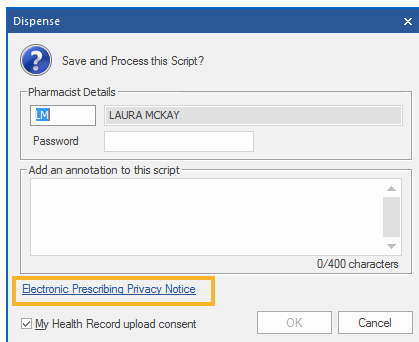 Dispense
Save and Process this Script?
Pharmacist Details
LM LAURA MCKAY
Password
Add an annotation to this script
0/400 characters
Electronic Prescribing Privacy Notice
My Health Record upload consent
OK Cancel